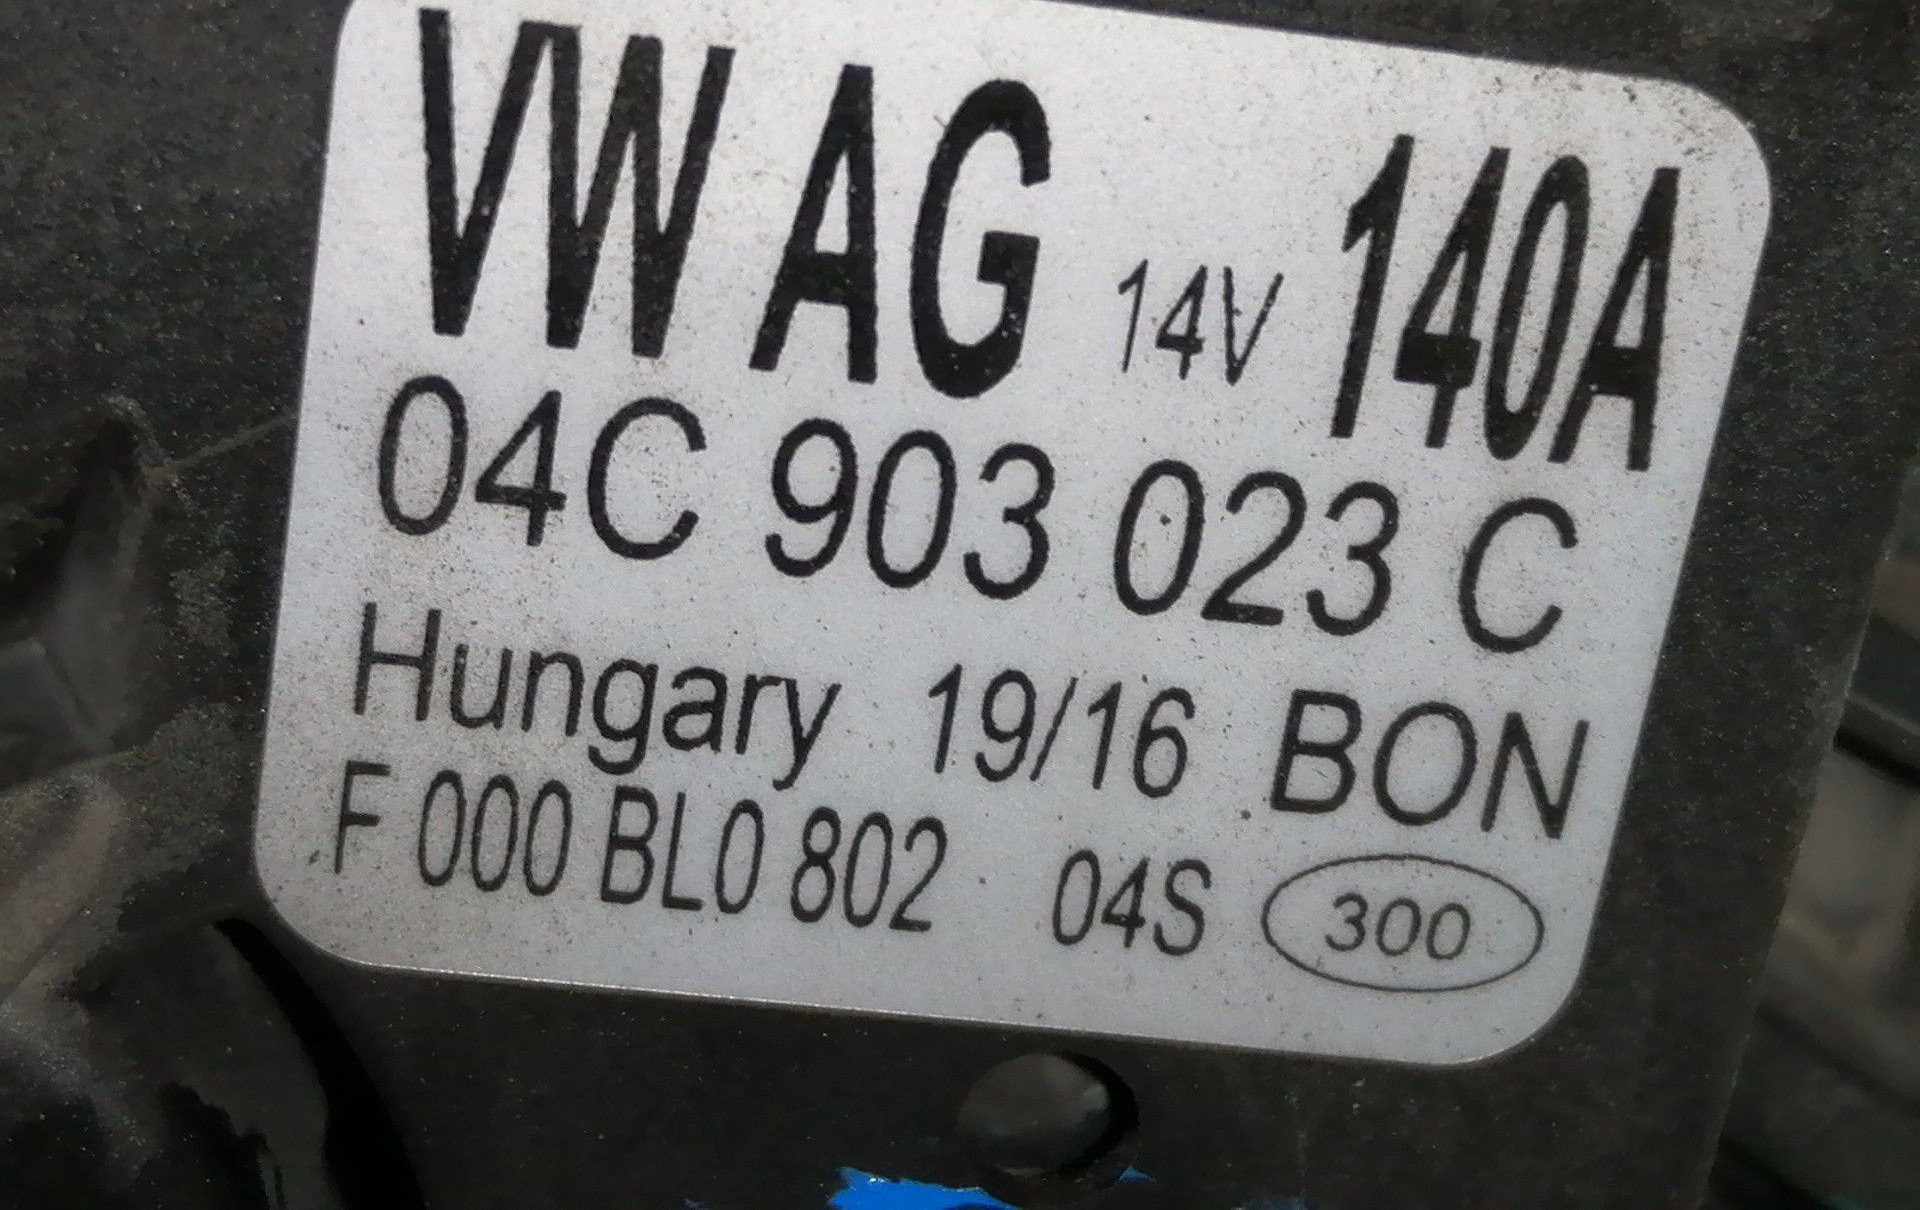 VW AG 14V 140A
04C 903 023 C
Hungary 19/16 BON
F 000 BL0 802 04S 300